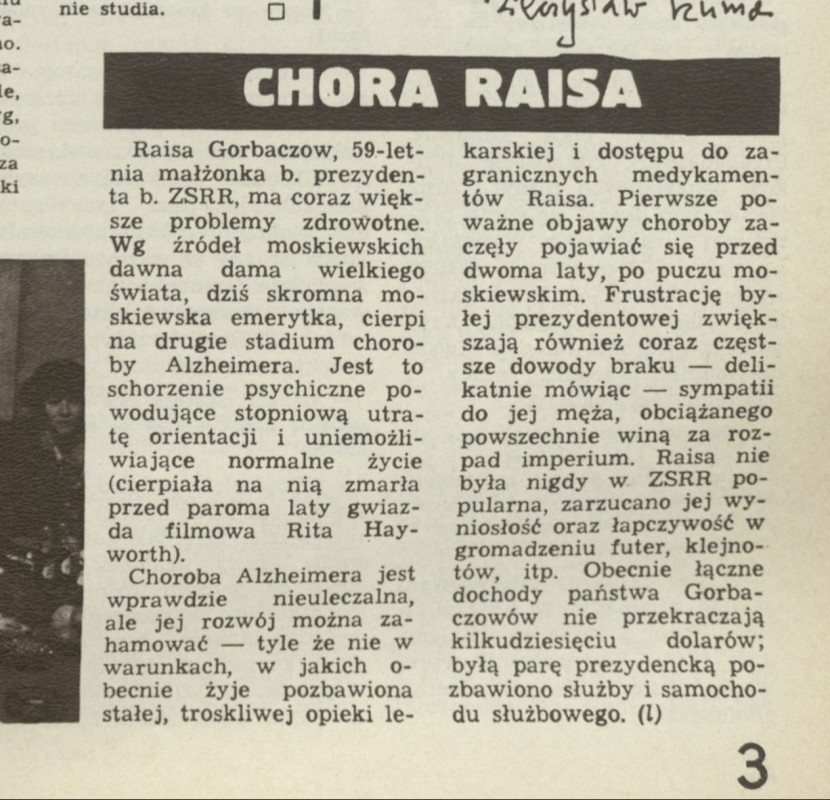 nie studia.
a-
no.
za-
le,
g,
o-
za
ki
CHORA RAISA
Raisa Gorbaczow, 59-let-
nia małżonka b. prezyden-
ta b. ZSRR, ma coraz więk-
sze problemy zdrowotne.
Wg źródeł moskiewskich
dawna dama wielkiego
świata, dziś skromna mo-
skiewska emerytka, cierpi
na drugie stadium choro-
by Alzheimera. Jest to
schorzenie psychiczne po-
wodujące stopniową utra-
tę orientacji i uniemożli-
wiające normalne życie
(cierpiała na nią zmarła
przed paroma laty gwiaz-
da filmowa Rita Hay-
worth).
Choroba Alzheimera jest
wprawdzie nieuleczalna,
ale jej rozwój można za-
hamować — tyle że nie w
warunkach, w jakich o-
becnie żyje pozbawiona
stałej, troskliwej opieki le-
karskiej i dostępu do za-
granicznych medykamen-
tów Raisa. Pierwsze po-
ważne objawy choroby za-
częły pojawiać się przed
dwoma laty, po puczu mo-
skiewskim. Frustrację by-
łej prezydentowej zwięk-
szają również coraz częst-
sze dowody braku — deli-
katnie mówiąc — sympatii
do jej męża, obciążanego
powszechnie winą za roz-
pad imperium. Raisa nie
była nigdy w ZSRR po-
pularna, zarzucano jej wy-
niosłość oraz łapczywość w
gromadzeniu futer, klejno-
tów, itp. Obecnie łączne
dochody państwa Gorba-
czowów nie przekraczają
kilkudziesięciu dolarów;
byłą parę prezydencką po-
zbawiono służby i samocho-
du służbowego. (l)
3